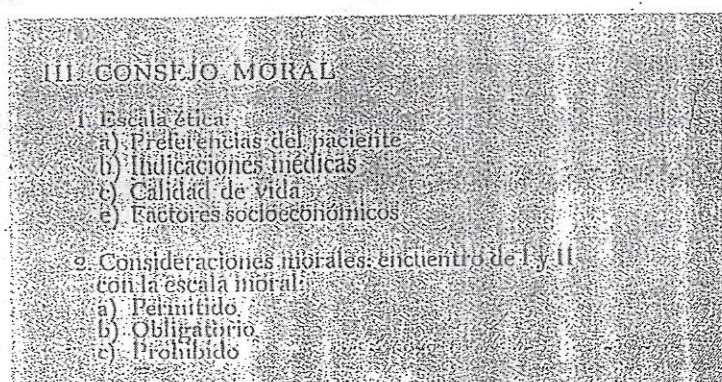 III. CONSEJO MORAL
1. Escala ética:
a) Preferencias del paciente
b) Indicaciones médicas
c) Calidad de vida
e) Factores socioeconómicos
2. Consideraciones morales: encuentro de I y II
con la escala moral:
a) Permitido
b) Obligatorio
c) Prohibido